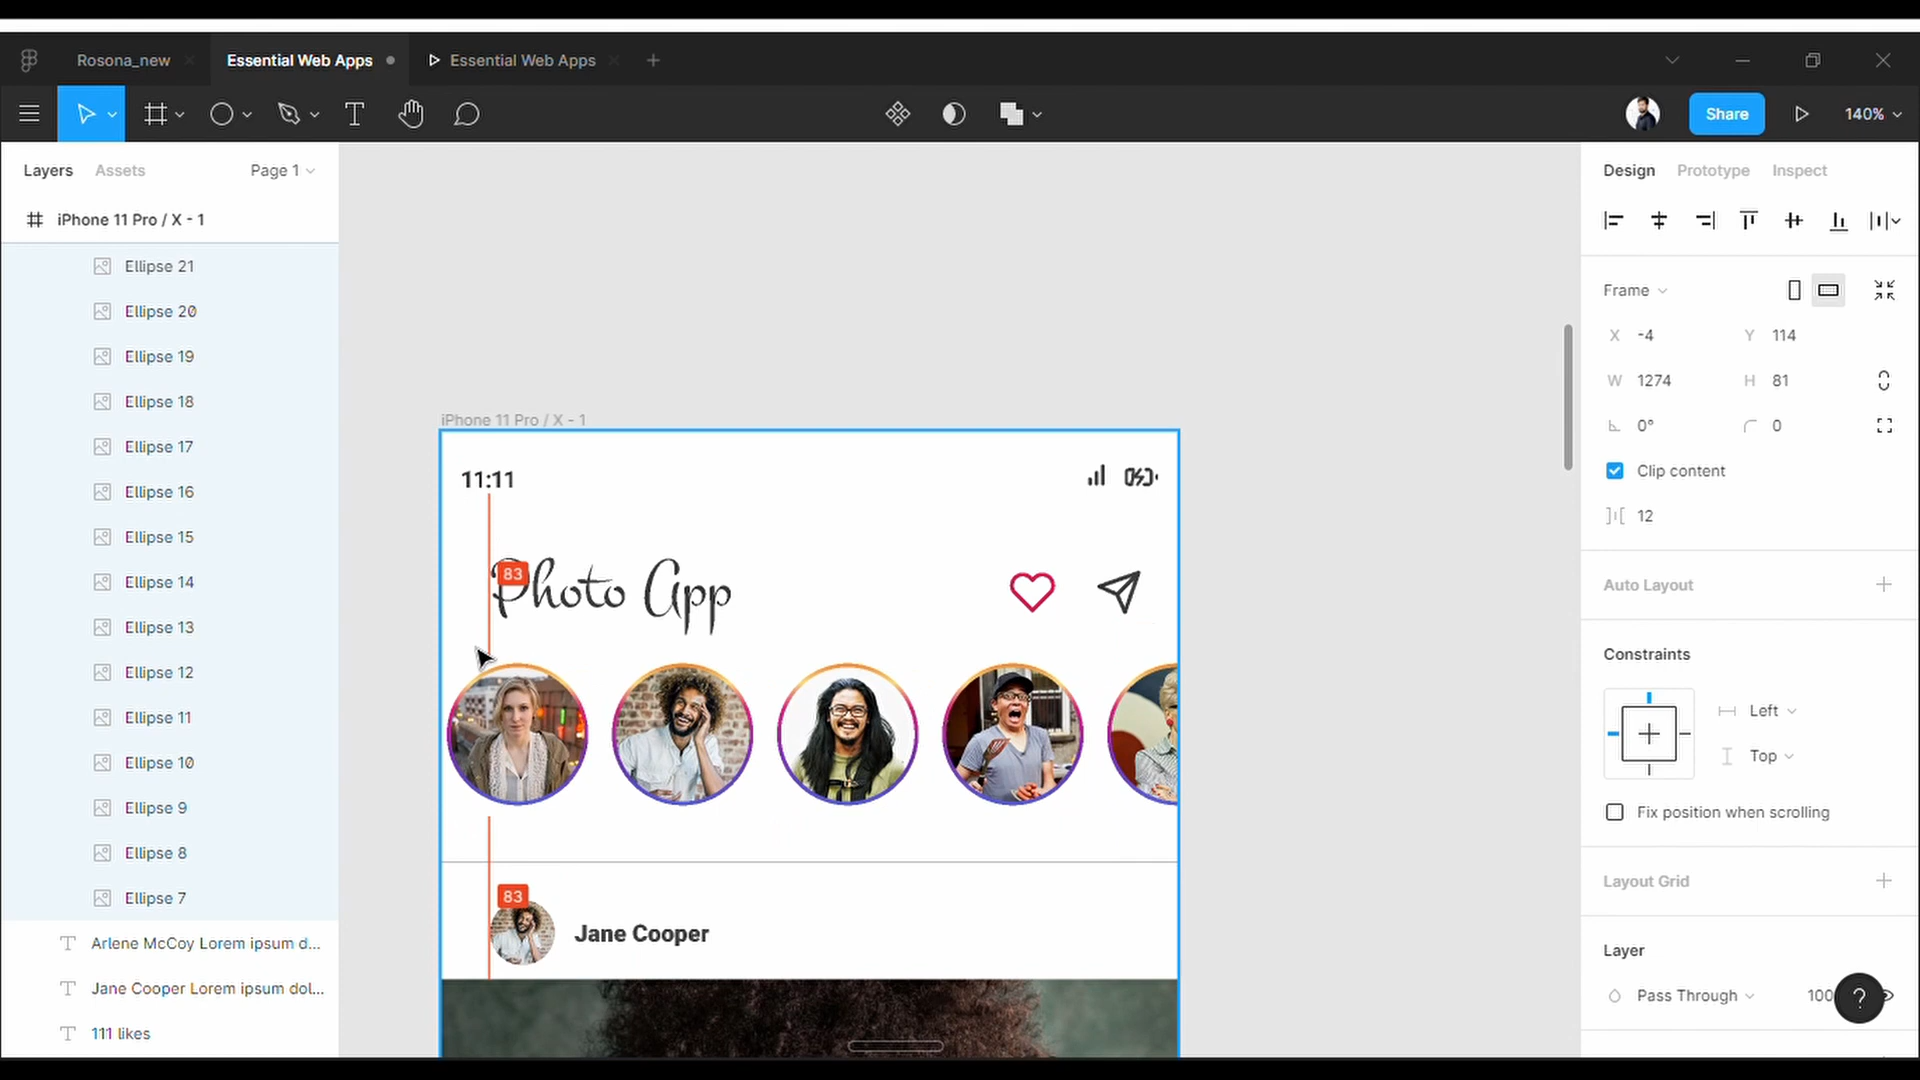 Rosona_new
Essential Web Apps
Essential Web Apps
Share
140%
Layers
Assets
Page 1
iPhone 11 Pro / X - 1
Ellipse 21
Ellipse 20
Ellipse 19
Ellipse 18
Ellipse 17
Ellipse 16
Ellipse 15
Ellipse 14
Ellipse 13
Ellipse 12
Ellipse 11
Ellipse 10
Ellipse 9
Ellipse 8
Ellipse 7
Arlene McCoy Lorem ipsum d...
Jane Cooper Lorem ipsum dol...
111 likes
iPhone 11 Pro / X - 1
11:11
83
Photo App
83
Jane Cooper
Design
Prototype
Inspect
Frame
X -4
Y 114
W 1274
H 81
0°
0
Clip content
12
Auto Layout
Constraints
Left
Top
Fix position when scrolling
Layout Grid
Layer
Pass Through
100
?